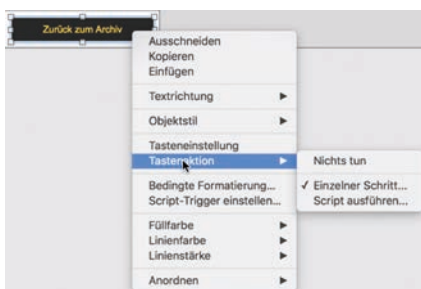 Zurück zum Archiv
Ausschneiden
Kopieren
Einfügen
Textrichtung
Objektstil
Tasteneinstellung
Tastenaktion
Nichts tun
Bedingte Formatierung...
✓ Einzelner Schritt...
Script-Trigger einstellen...
Script ausführen...
Füllfarbe
Linienfarbe
Linienstärke
Anordnen